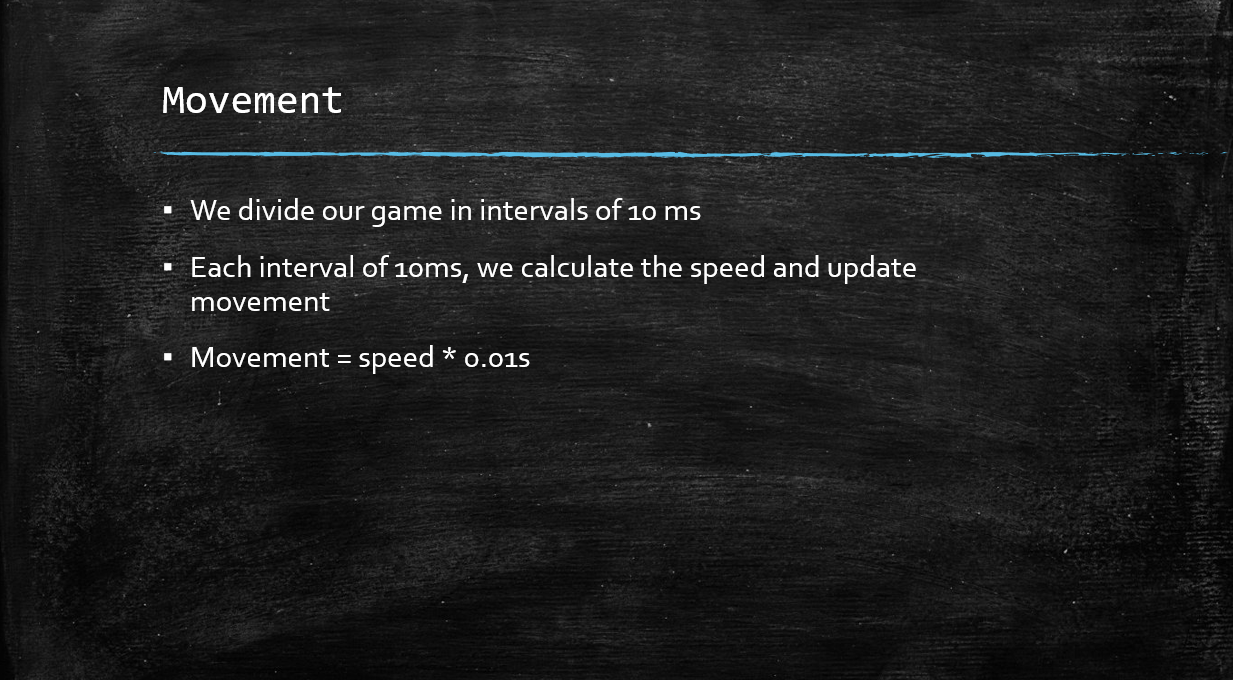 Movement
▪ We divide our game in intervals of 10 ms
▪ Each interval of 10ms, we calculate the speed and update
movement
▪ Movement = speed * 0.01s